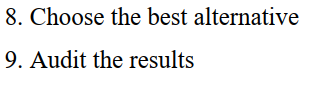 8. Choose the best alternative
9. Audit the results